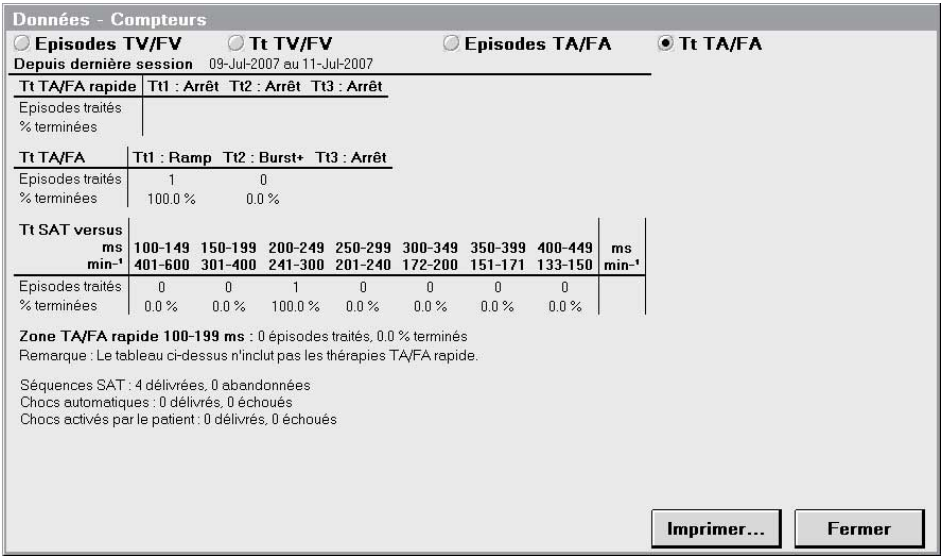 Données - Compteurs
Episodes TV/FV Tt TV/FV Episodes TA/FA Tt TA/FA
Depuis dernière session 09-Jul-2007 au 11-Jul-2007
Tt TA/FA rapide Tt1 : Arrêt Tt2 : Arrêt Tt3 : Arrêt
Episodes traités
% terminées
Tt TA/FA Tt1 : Ramp Tt2 : Burst+ Tt3 : Arrêt
Episodes traités 1 0
% terminées 100.0 % 0.0 %
Tt SAT versus
ms 100-149 150-199 200-249 250-299 300-349 350-399 400-449 ms
min-¹ 401-600 301-400 241-300 201-240 172-200 151-171 133-150 min-¹
Episodes traités 0 0 1 0 0 0 0
% terminées 0.0 % 0.0 % 100.0 % 0.0 % 0.0 % 0.0 % 0.0 %
Zone TA/FA rapide 100-199 ms : 0 épisodes traités, 0.0 % terminés
Remarque : Le tableau ci-dessus n'inclut pas les thérapies TA/FA rapide.
Séquences SAT : 4 délivrées, 0 abandonnées
Chocs automatiques : 0 délivrés, 0 échoués
Chocs activés par le patient : 0 délivrés, 0 échoués
Imprimer... Fermer